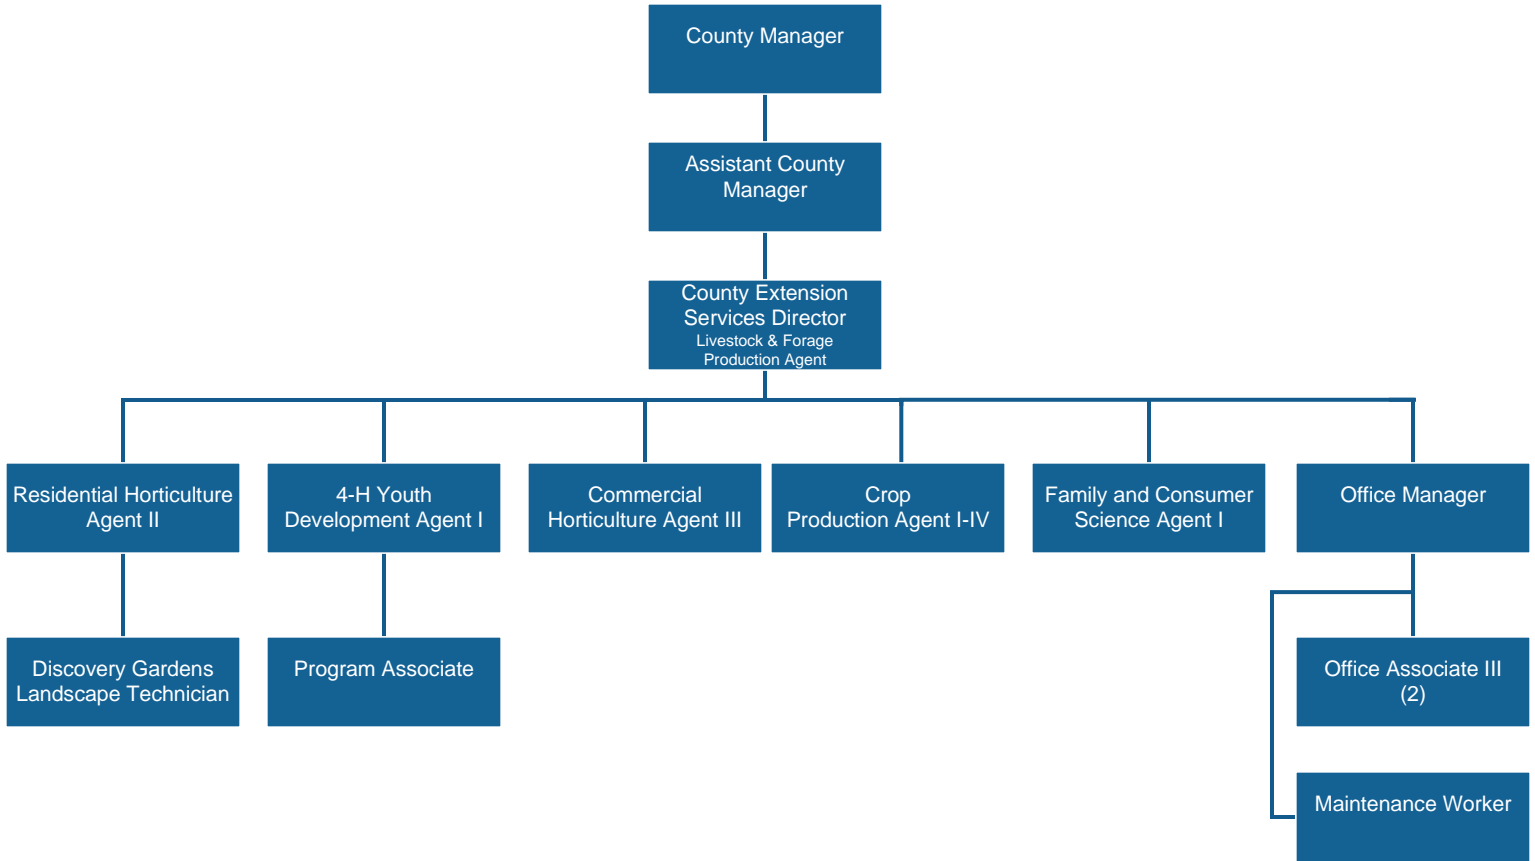 County Manager
Assistant County
Manager
County Extension
Services Director
Livestock & Forage
Production Agent
Residential Horticulture
Agent II
4-H Youth
Development Agent I
Commercial
Horticulture Agent III
Crop
Production Agent I-IV
Family and Consumer
Science Agent I
Office Manager
Discovery Gardens
Landscape Technician
Program Associate
Office Associate III
(2)
Maintenance Worker